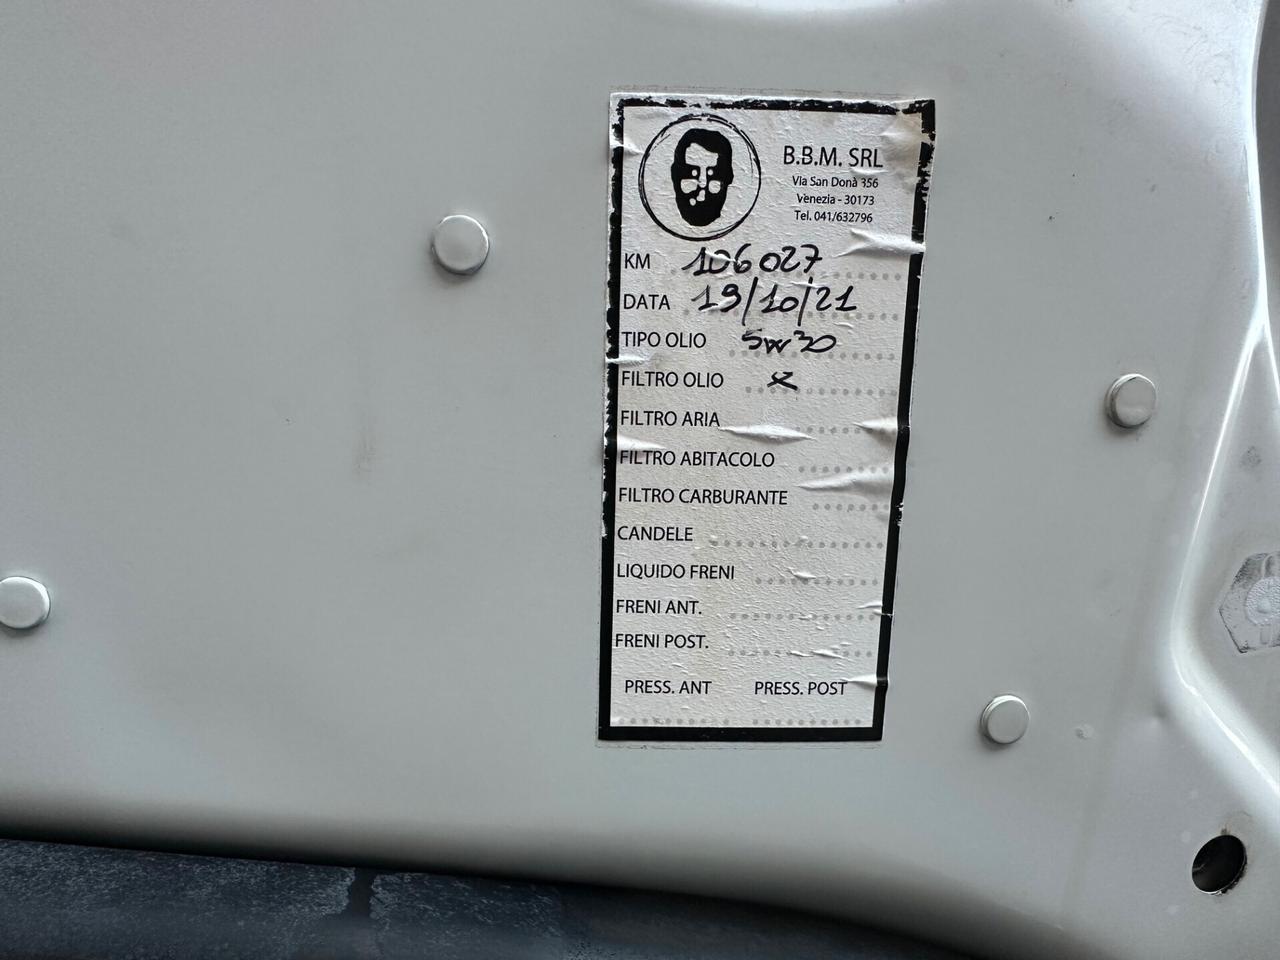 B.B.M. SRL
Via San Donà 356
Venezia - 30173
Tel. 041/632796
KM 106027
DATA 19/10/21
TIPO OLIO 5W30
FILTRO OLIO x
FILTRO ARIA
FILTRO ABITACOLO
FILTRO CARBURANTE
CANDELE
LIQUIDO FRENI
FRENI ANT.
FRENI POST.
PRESS. ANT PRESS. POST